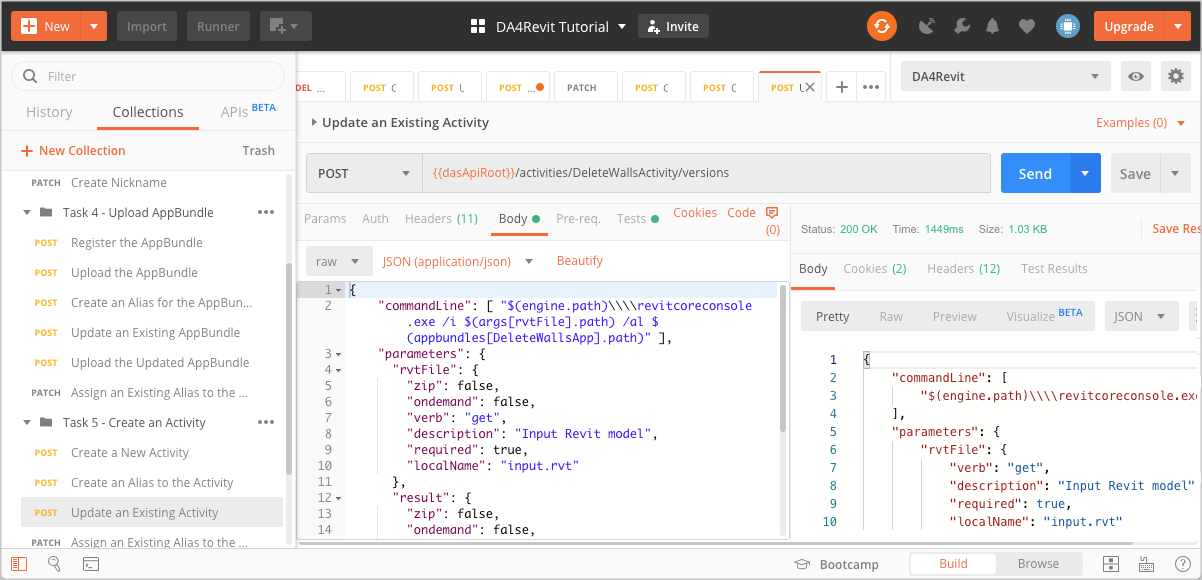 New
Import
Runner
DA4Revit Tutorial
Invite
Upgrade
Filter
History
Collections
APIs BETA
New Collection
Trash
PATCH Create Nickname
Task 4 - Upload AppBundle
POST Register the AppBundle
POST Upload the AppBundle
POST Create an Alias for the AppBun...
POST Update an Existing AppBundle
POST Upload the Updated AppBundle
PATCH Assign an Existing Alias to the ...
Task 5 - Create an Activity
POST Create a New Activity
POST Create an Alias to the Activity
POST Update an Existing Activity
PATCH Assign an Existing Alias to the ...
DEL ...
POST C
POST U
POST ...
PATCH
POST C
POST C
POST U
DA4Revit
Update an Existing Activity
Examples (0)
POST
{{dasApiRoot}}/activities/DeleteWallsActivity/versions
Send
Save
Params
Auth
Headers (11)
Body
Pre-req.
Tests
Cookies
Code
(0)
raw
JSON (application/json)
Beautify
1 {
2 "commandLine": [ "$(engine.path)\\\\revitcoreconsole
.exe /i $(args[rvtFile].path) /al $
(appbundles[DeleteWallsApp].path)" ],
3 "parameters": {
4 "rvtFile": {
5 "zip": false,
6 "ondemand": false,
7 "verb": "get",
8 "description": "Input Revit model",
9 "required": true,
10 "localName": "input.rvt"
11 },
12 "result": {
13 "zip": false,
14 "ondemand": false,
Status: 200 OK
Time: 1449ms
Size: 1.03 KB
Save Res
Body
Cookies (2)
Headers (12)
Test Results
Pretty
Raw
Preview
Visualize BETA
JSON
1 {
2 "commandLine": [
3 "$(engine.path)\\\\revitcoreconsole.exe
4 ],
5 "parameters": {
6 "rvtFile": {
7 "verb": "get",
8 "description": "Input Revit model"
9 "required": true,
10 "localName": "input.rvt"
Bootcamp
Build
Browse